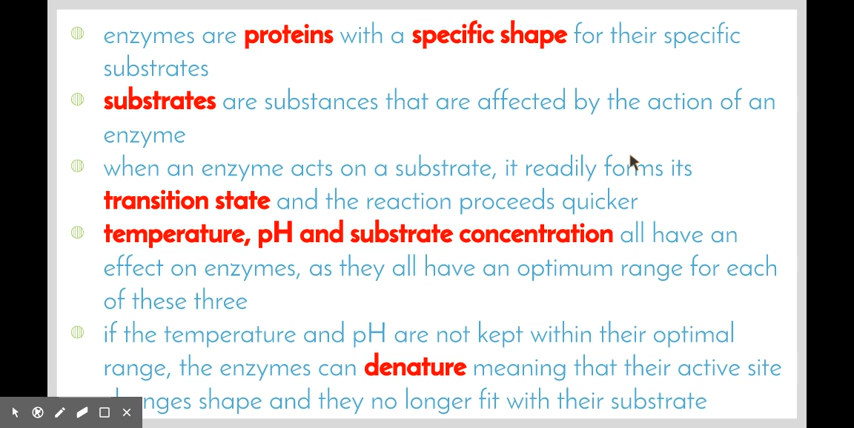 enzymes are proteins with a specific shape for their specific
substrates
substrates are substances that are affected by the action of an
enzyme
when an enzyme acts on a substrate, it readily forms its
transition state and the reaction proceeds quicker
temperature, pH and substrate concentration all have an
effect on enzymes, as they all have an optimum range for each
of these three
if the temperature and pH are not kept within their optimal
range, the enzymes can denature meaning that their active site
changes shape and they no longer fit with their substrate